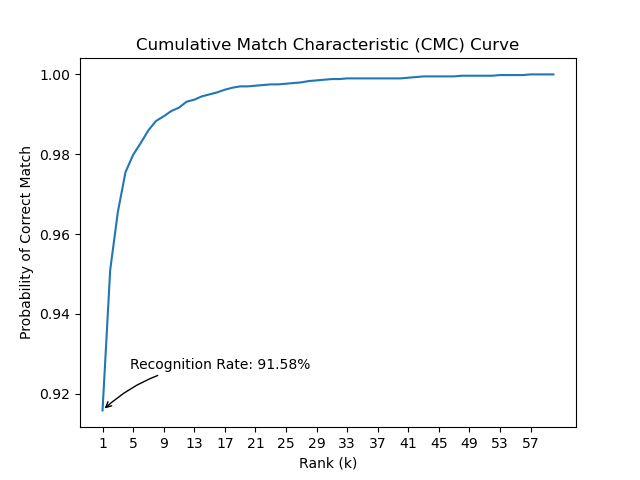 Cumulative Match Characteristic (CMC) Curve
1.00
0.98
0.96
0.94
0.92
Probability of Correct Match
Recognition Rate: 91.58%
1 5 9 13 17 21 25 29 33 37 41 45 49 53 57
Rank (k)